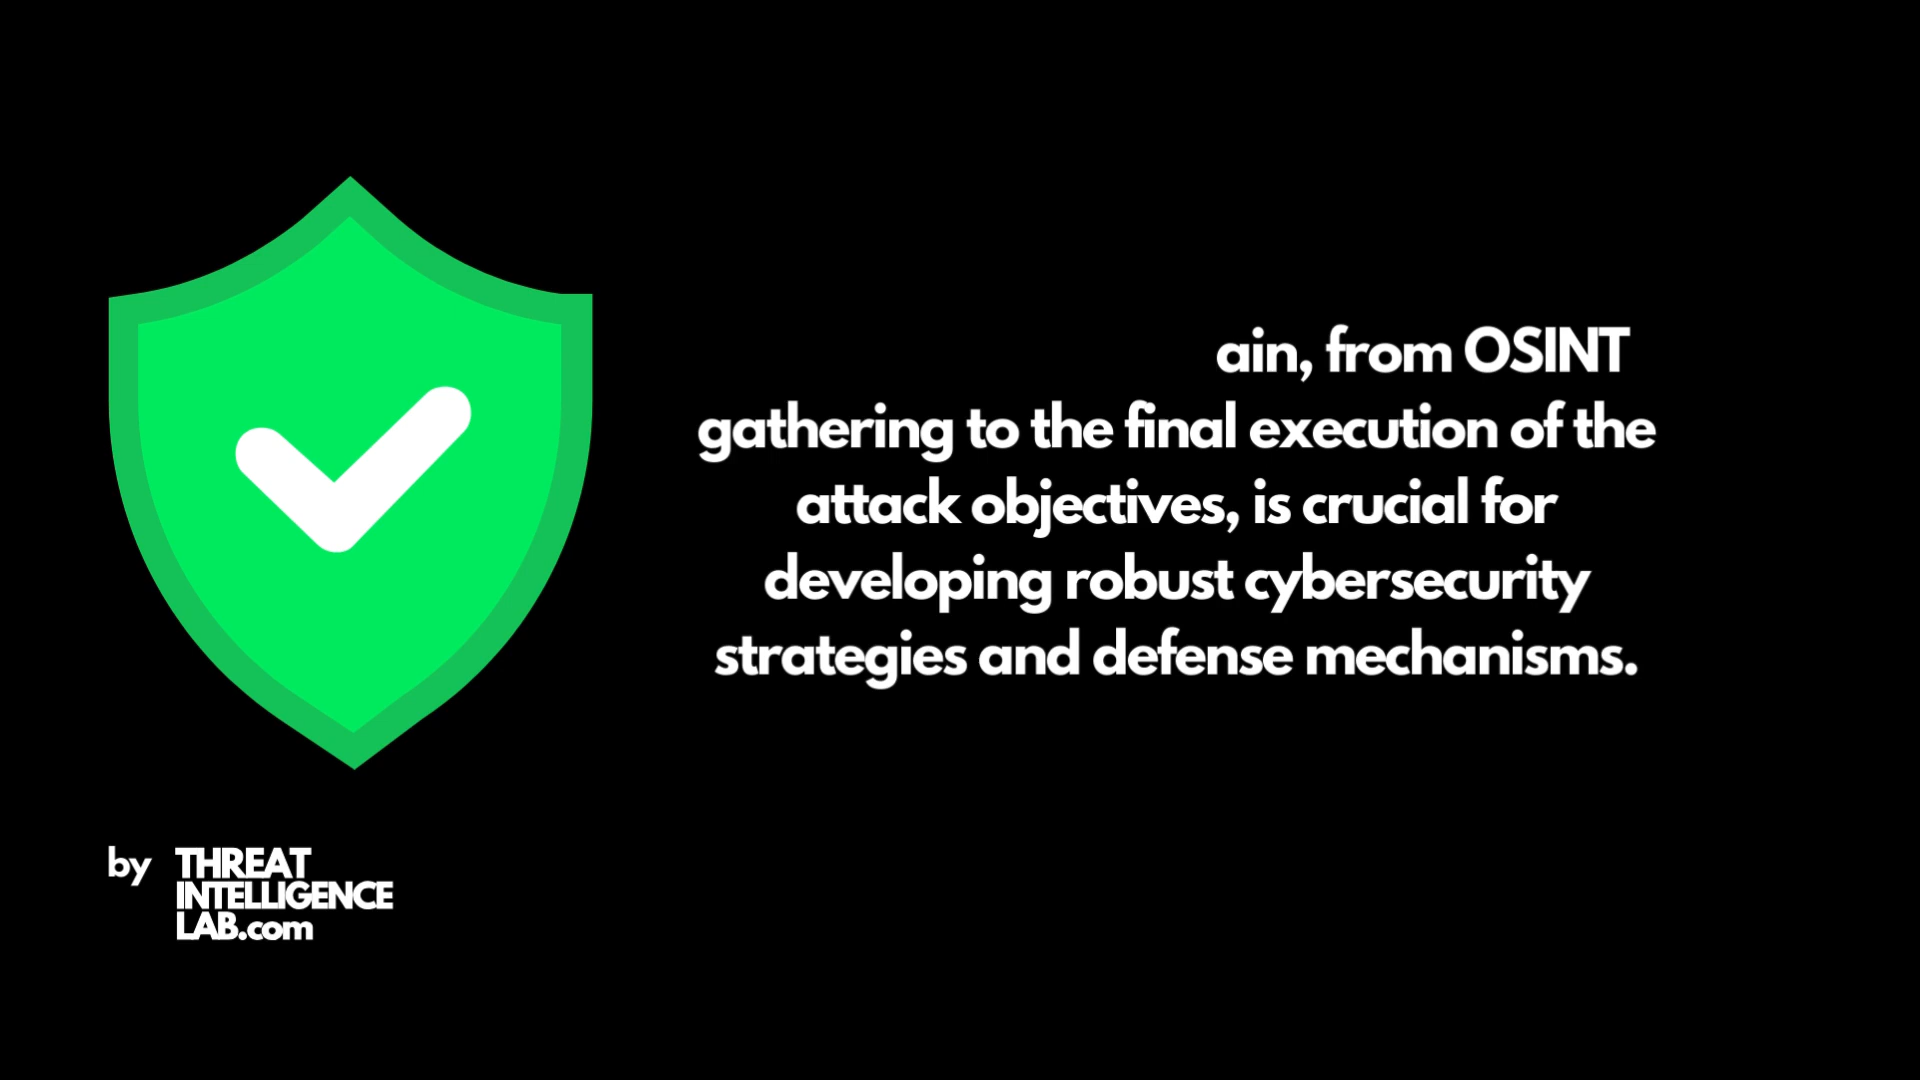 ain, from OSINT
gathering to the final execution of the
attack objectives, is crucial for
developing robust cybersecurity
strategies and defense mechanisms.
by THREAT
INTELLIGENCE
LAB.com